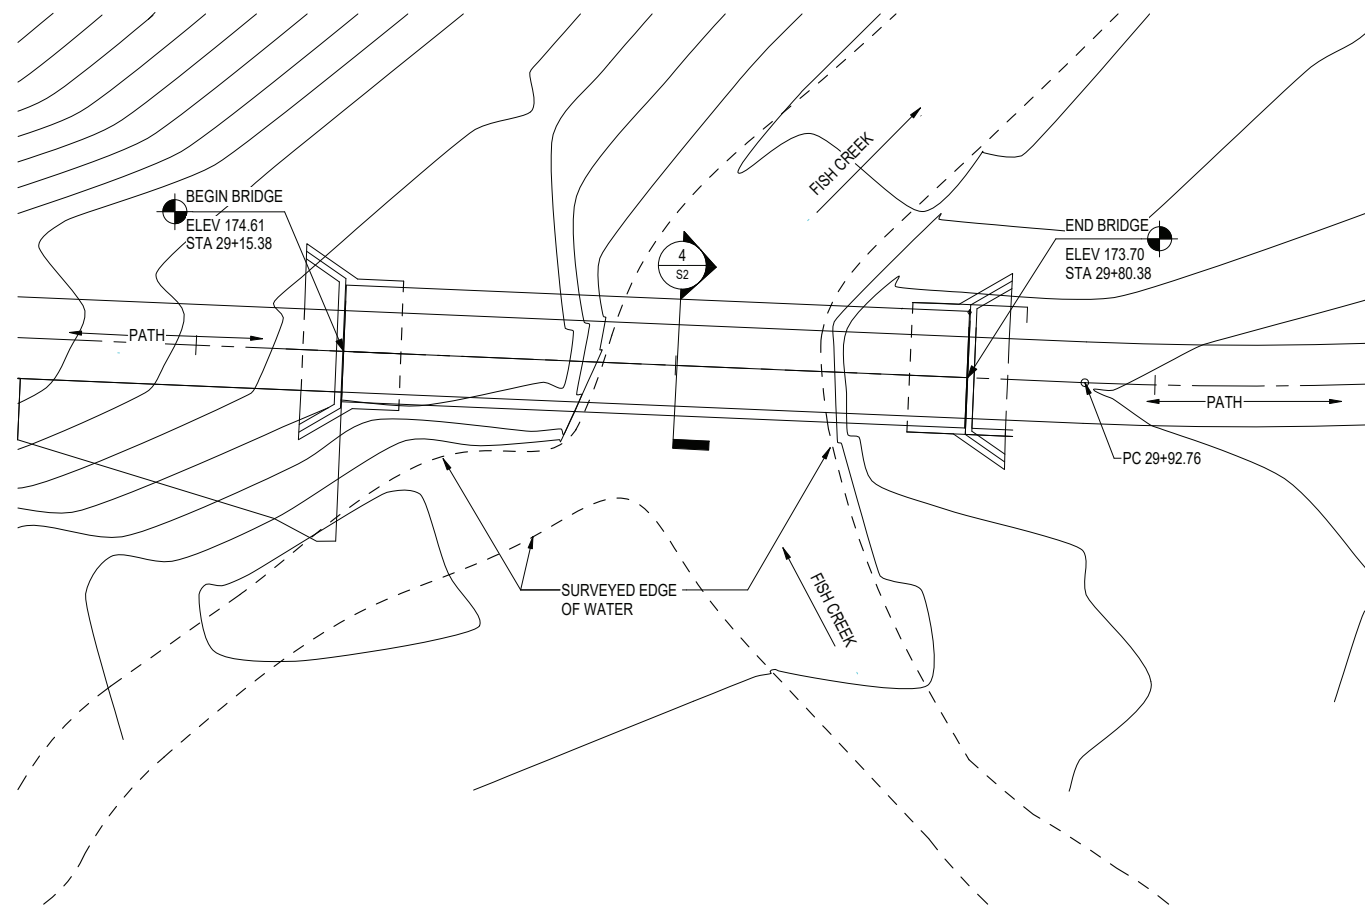 FISH CREEK
BEGIN BRIDGE
ELEV 174.61
STA 29+15.38
4
S2
END BRIDGE
ELEV 173.70
STA 29+80.38
PATH
PATH
PC 29+92.76
SURVEYED EDGE
OF WATER
FISH CREEK